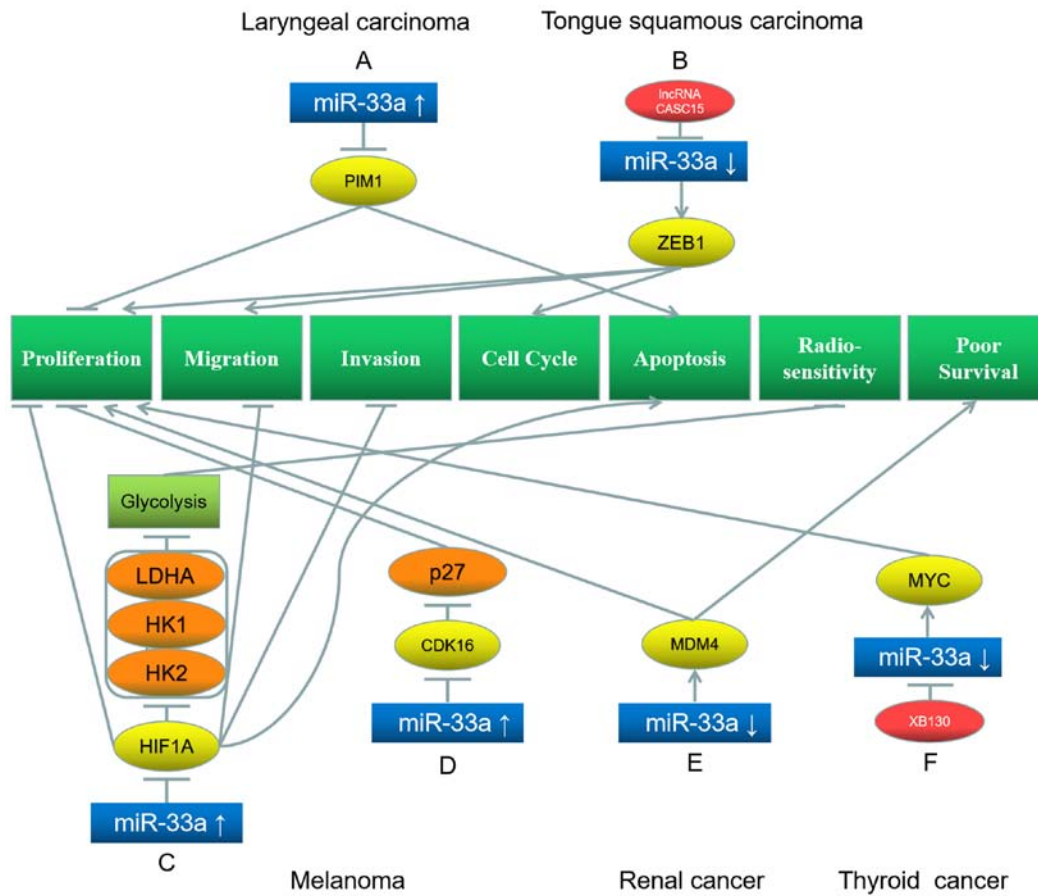 Laryngeal carcinoma
Tongue squamous carcinoma
A
B
miR-33a ↑
lncRNA
CASC15
miR-33a ↓
PIM1
ZEB1
Proliferation
Migration
Invasion
Cell Cycle
Apoptosis
Radio-
sensitivity
Poor
Survival
Glycolysis
LDHA
HK1
HK2
HIF1A
miR-33a ↑
C
p27
CDK16
miR-33a ↑
D
MDM4
miR-33a ↓
E
MYC
miR-33a ↓
XB130
F
Melanoma
Renal cancer
Thyroid cancer